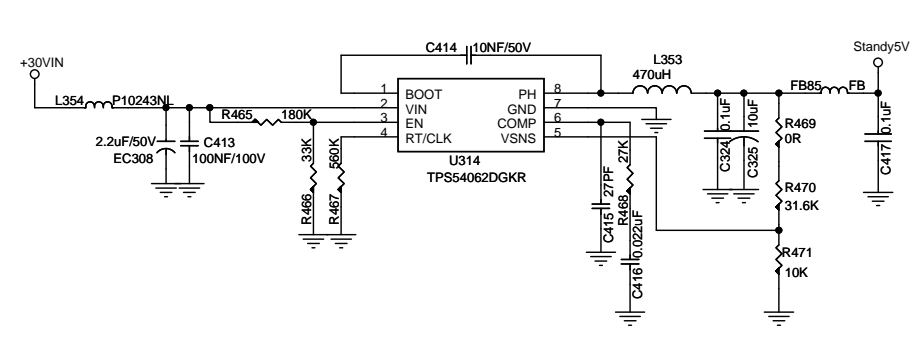 C414
10NF/50V
Standy5V
+30VIN
L353
470uH
L354
P10243NL
1
BOOT
PH
8
FB85
FB
2
VIN
GND
7
R465
180K
3
EN
COMP
6
4
RT/CLK
VSNS
5
U314
TPS54062DGKR
2.2uF/50V
EC308
C413
100NF/100V
33K
R466
560K
R467
27PF
C415
27K
R468
0.022uF
C416
0.1uF
C324
10uF
C325
R469
0R
R470
31.6K
R471
10K
0.1uF
C417